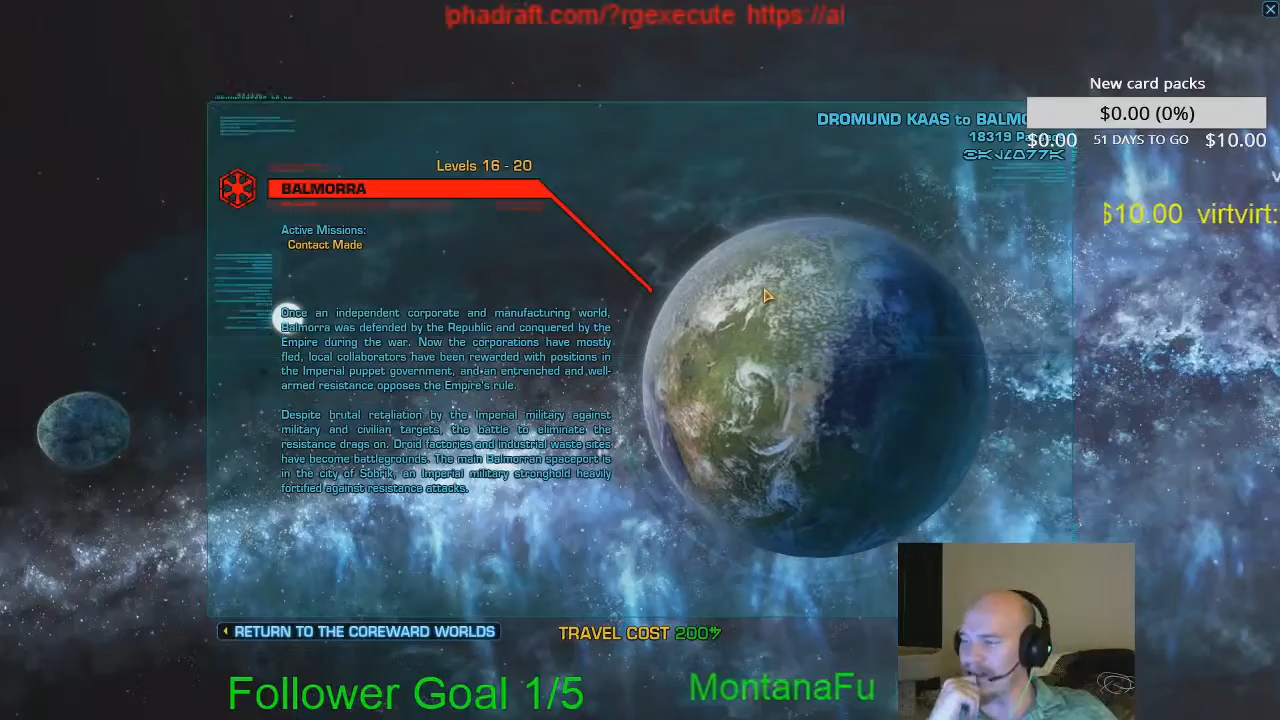 lphadraft.com/?rgexecute https://al
New card packs
$0.00 (0%)
$0.00 51 DAYS TO GO $10.00
$10.00 virtvirt:
DROMUND KAAS to BALMO
18319
Levels 16 - 20
BALMORRA
Active Missions:
Contact Made
Once an independent corporate and manufacturing world,
Balmorra was defended by the Republic and conquered by the
Empire during the war. Now the corporations have mostly
fled, local collaborators have been rewarded with positions in
the Imperial puppet government, and an entrenched and well-
armed resistance opposes the Empire's rule.
Despite brutal retaliation by the Imperial military against
military and civilian targets, the battle to eliminate the
resistance drags on. Droid factories and industrial waste sites
have become battlegrounds. The main Balmorran spaceport is
in the city of Sobrik, an Imperial military stronghold heavily
fortified against resistance attacks.
RETURN TO THE COREWARD WORLDS
TRAVEL COST 200
Follower Goal 1/5
MontanaFu